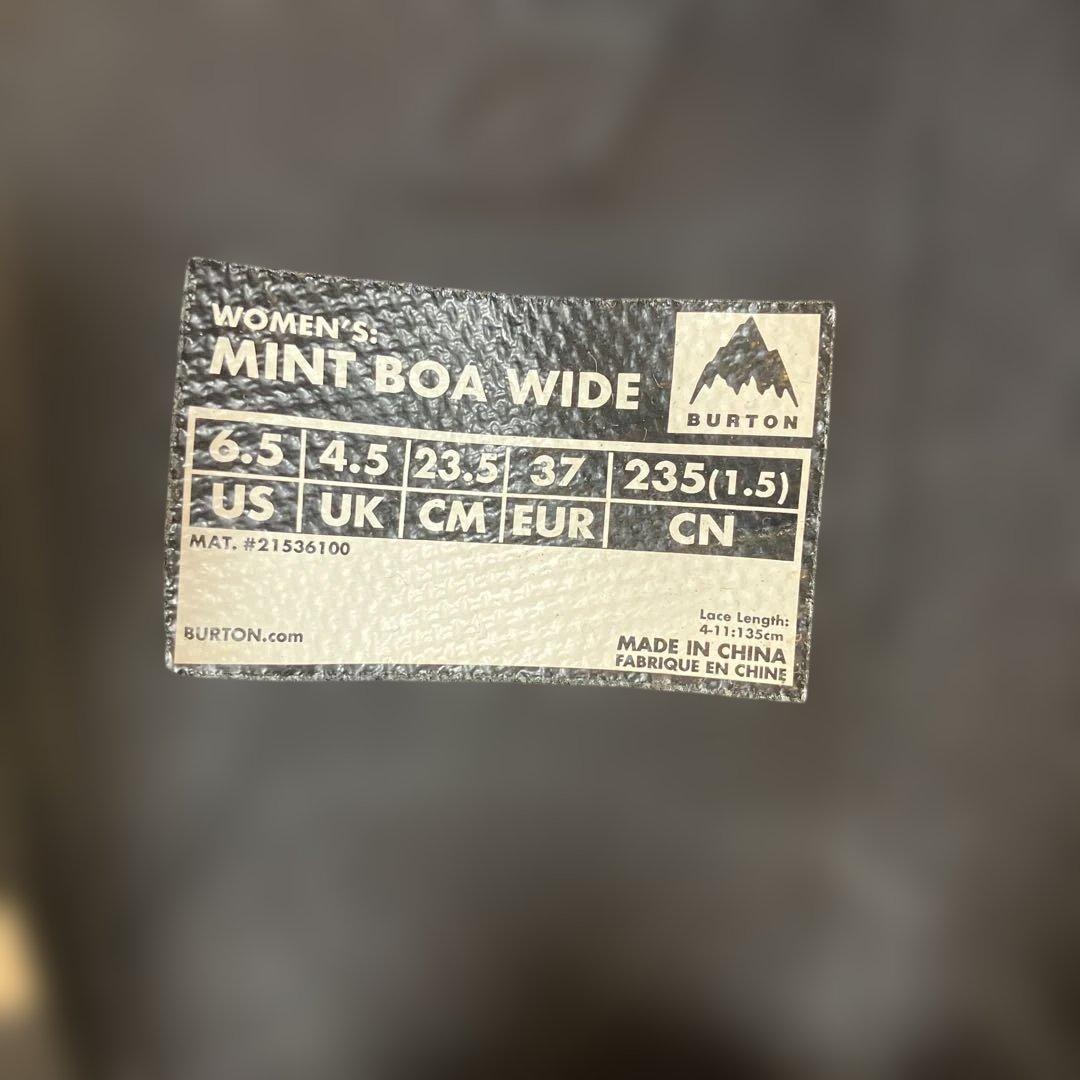 WOMEN'S:
MINT BOA WIDE
BURTON
6.5 4.5 23.5 37 235(1.5)
US UK CM EUR CN
MAT. #21536100
BURTON.com
Lace Length:
4-11:135cm
MADE IN CHINA
FABRIQUE EN CHINE